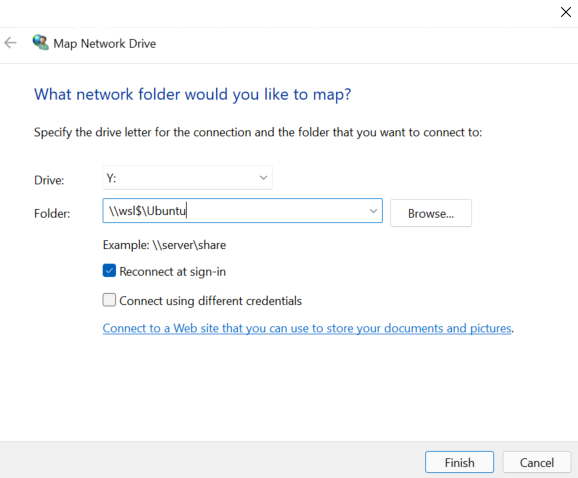 Map Network Drive
What network folder would you like to map?
Specify the drive letter for the connection and the folder that you want to connect to:
Drive: Y:
Folder: \\wsl$\Ubuntu Browse...
Example: \\server\share
Reconnect at sign-in
Connect using different credentials
Connect to a Web site that you can use to store your documents and pictures.
Finish Cancel